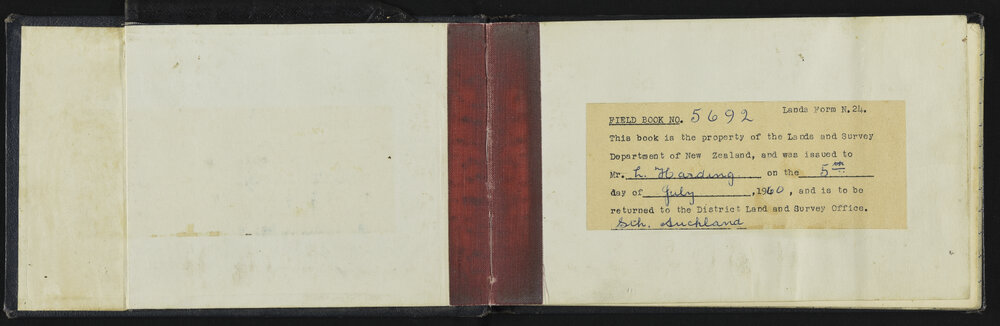 Lands Form N.24.
FIELD BOOK NO. 5692
This book is the property of the Lands and Survey
Department of New Zealand, and was issued to
Mr. L. Harding on the 5th
day of July ,1960, and is to be
returned to the District Land and Survey Office.
Sth. Auckland